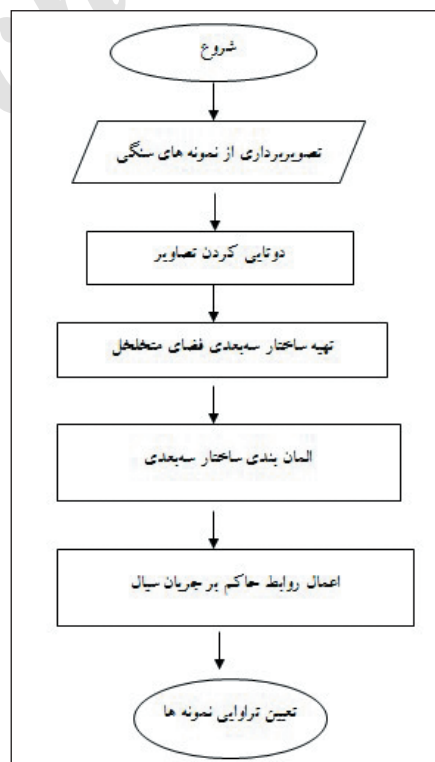 شروع
تصویربرداری از نمونه های سنگی
دوتایی کردن تصاویر
تهیه ساختار سه‌بعدی فضای متخلخل
المان بندی ساختار سه‌بعدی
اعمال روابط حاکم بر جریان سیال
تعیین تراوایی نمونه ها